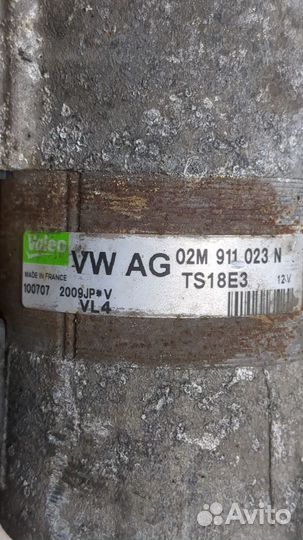 Valeo
MADE IN FRANCE
VW AG
02M 911 023 N
TS18E3
12V
100707 2009JP*V
VL4
Avito